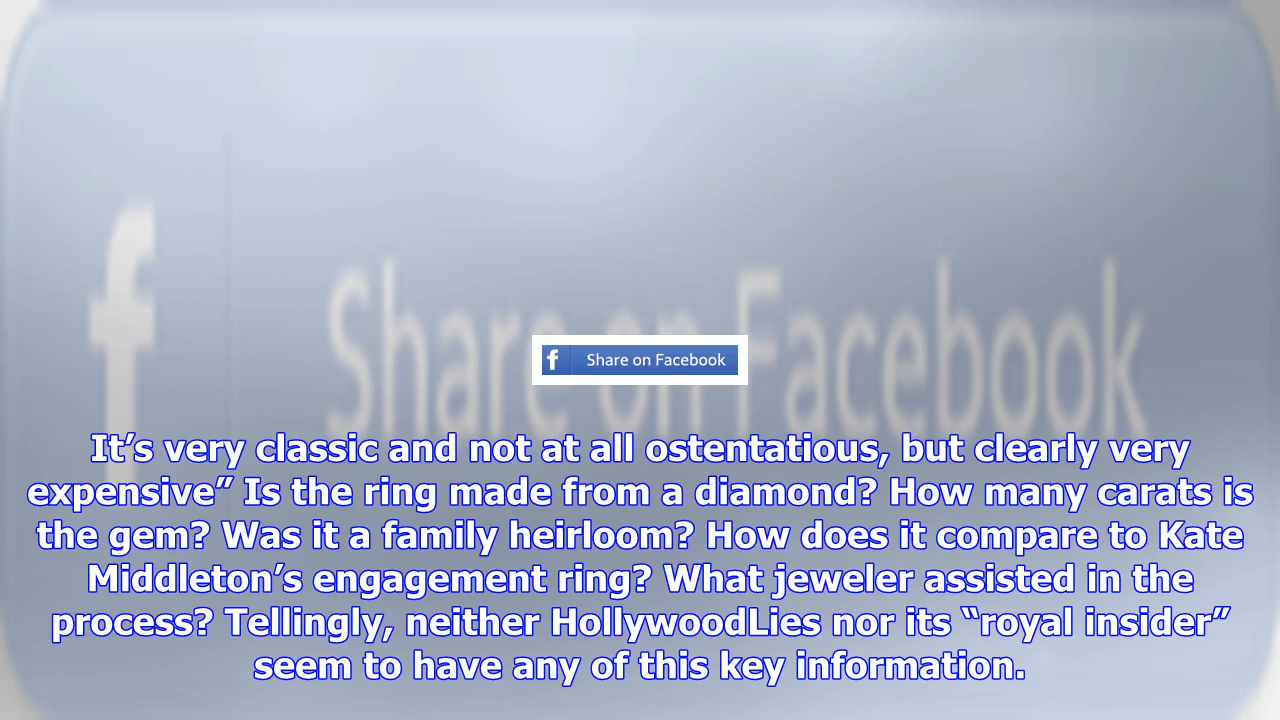 f Share on Facebook
f Share on Facebook
It’s very classic and not at all ostentatious, but clearly very
expensive” Is the ring made from a diamond? How many carats is
the gem? Was it a family heirloom? How does it compare to Kate
Middleton’s engagement ring? What jeweler assisted in the
process? Tellingly, neither HollywoodLies nor its “royal insider”
seem to have any of this key information.